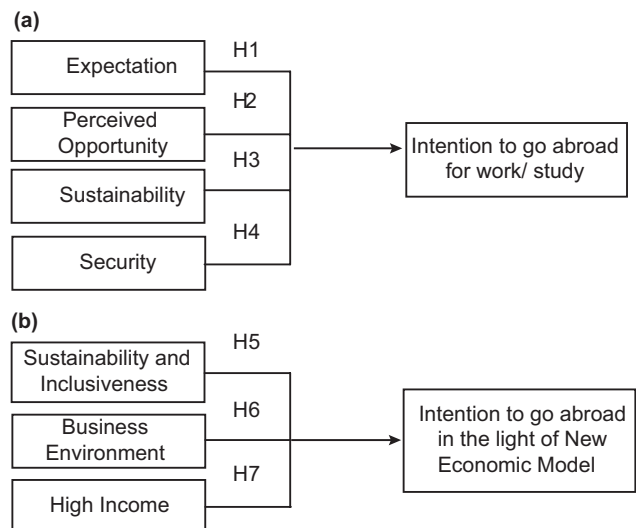 (a)
H1
Expectation
H2
Perceived
Opportunity
H3
Sustainability
H4
Security
Intention to go abroad
for work/ study
(b)
H5
Sustainability and
Inclusiveness
H6
Business
Environment
H7
High Income
Intention to go abroad
in the light of New
Economic Model